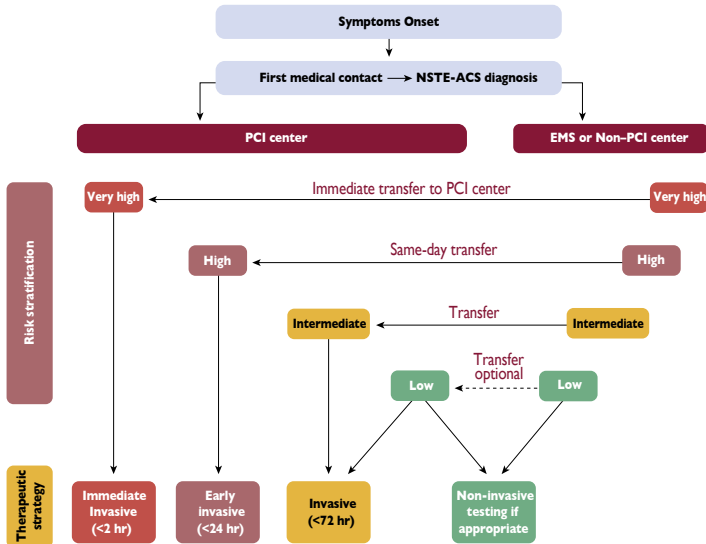 Symptoms Onset
First medical contact → NSTE-ACS diagnosis
PCI center
EMS or Non–PCI center
Risk stratification
Very high
Immediate transfer to PCI center
Very high
High
Same-day transfer
High
Intermediate
Transfer
Intermediate
Low
Transfer
optional
Low
Therapeutic
strategy
Immediate
Invasive
(<2 hr)
Early
invasive
(<24 hr)
Invasive
(<72 hr)
Non-invasive
testing if
appropriate